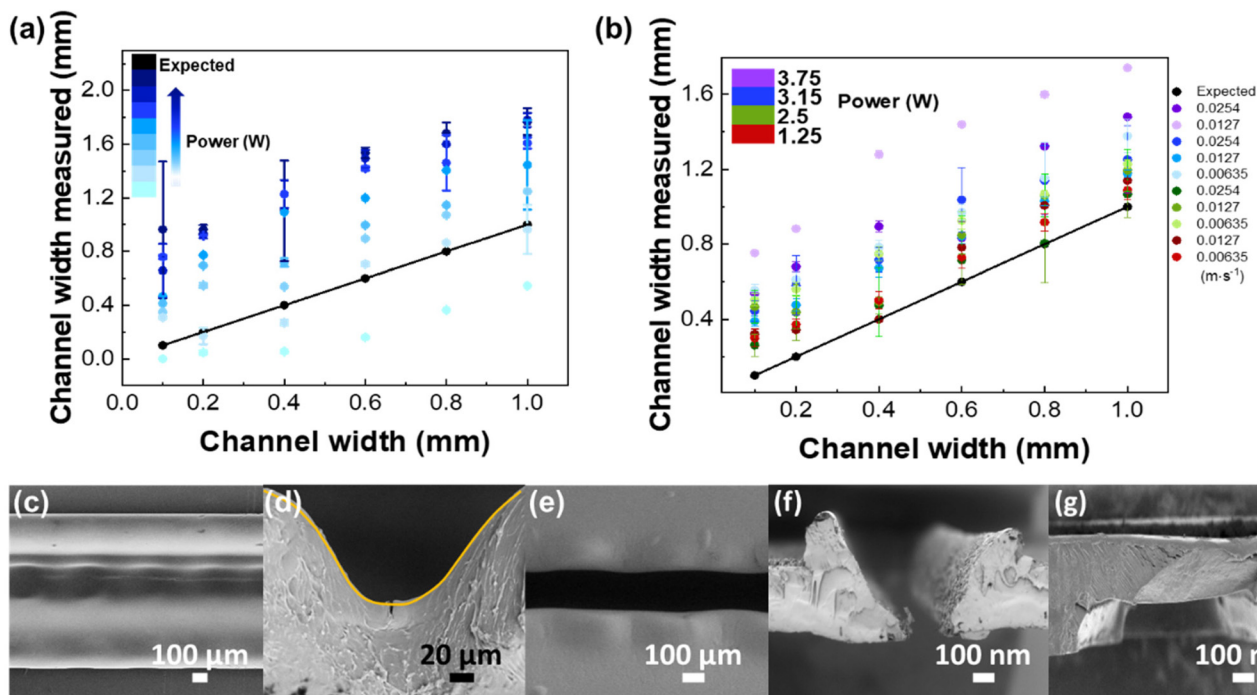 (a)
Channel width measured (mm)
2.0
1.6
1.2
0.8
0.4
0.0
Expected
Power (W)
0.0 0.2 0.4 0.6 0.8 1.0
Channel width (mm)
(b)
Channel width measured (mm)
1.6
1.2
0.8
0.4
3.75
3.15
2.5
1.25
Power (W)
0.2 0.4 0.6 0.8 1.0
Channel width (mm)
Expected
0.0254
0.0127
0.0254
0.0127
0.00635
0.0254
0.0127
0.00635
0.0127
0.00635
(m·s⁻¹)
(c)
100 µm
(d)
20 µm
(e)
100 µm
(f)
100 nm
(g)
100 n